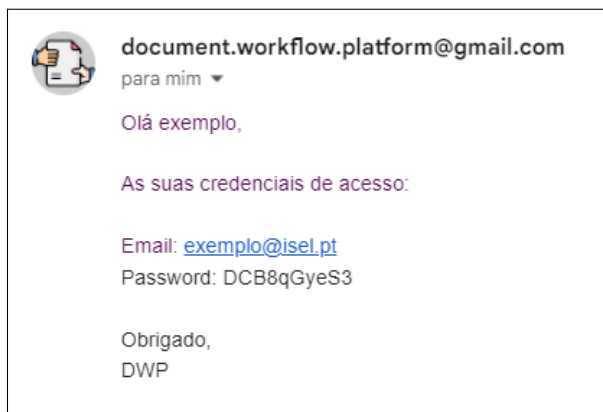 document.workflow.platform@gmail.com
para mim
Olá exemplo,
As suas credenciais de acesso:
Email: exemplo@isel.pt
Password: DCB8qGyeS3
Obrigado,
DWP